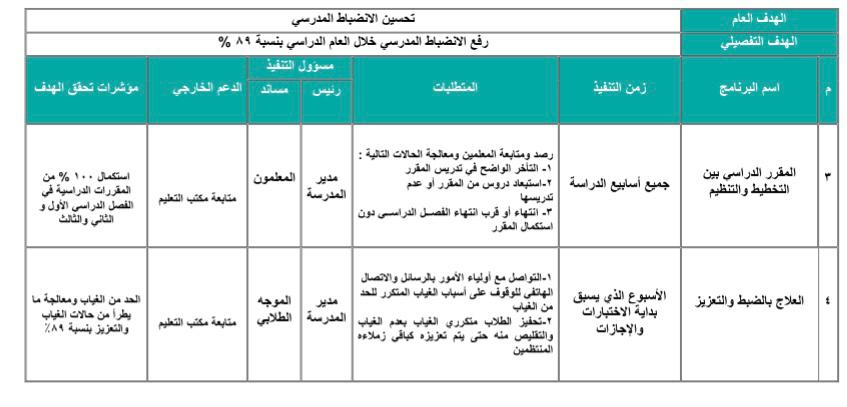 الهدف العام تحسين الانضباط المدرسي
الهدف التفصيلي رفع الانضباط المدرسي خلال العام الدراسي بنسبة ٨٩ %
م اسم البرنامج زمن التنفيذ المتطلبات مسؤول التنفيذ الدعم الخارجي مؤشرات تحقق الهدف
رئيس مساند
٣
المقرر الدراسي بين
التخطيط والتنظيم
جميع أسابيع الدراسة
رصد ومتابعة المعلمين ومعالجة الحالات التالية :
١- التأخر الواضح في تدريس المقرر
٢-استبعاد دروس من المقرر أو عدم
تدريسها
٣- انتهاء أو قرب انتهاء الفصل الدراسي دون
استكمال المقرر
مدير
المدرسة
المعلمون
متابعة مكتب التعليم
استكمال ١٠٠ % من
المقررات الدراسية في
الفصل الدراسي الأول و
الثاني والثالث
٤
العلاج بالضبط والتعزيز
الأسبوع الذي يسبق
بداية الاختبارات
والإجازات
١-التواصل مع أولياء الأمور بالرسائل والاتصال
الهاتفي للوقوف على أسباب الغياب المتكرر للحد
من الغياب
٢-تحفيز الطلاب متكرري الغياب بعدم الغياب
والتقليص منه حتى يتم تعزيزه كباقي زملاءه
المنتظمين
مدير
المدرسة
الموجه
الطلابي
متابعة مكتب التعليم
الحد من الغياب ومعالجة ما
يطرأ من حالات الغياب
والتعزيز بنسبة ٨٩٪